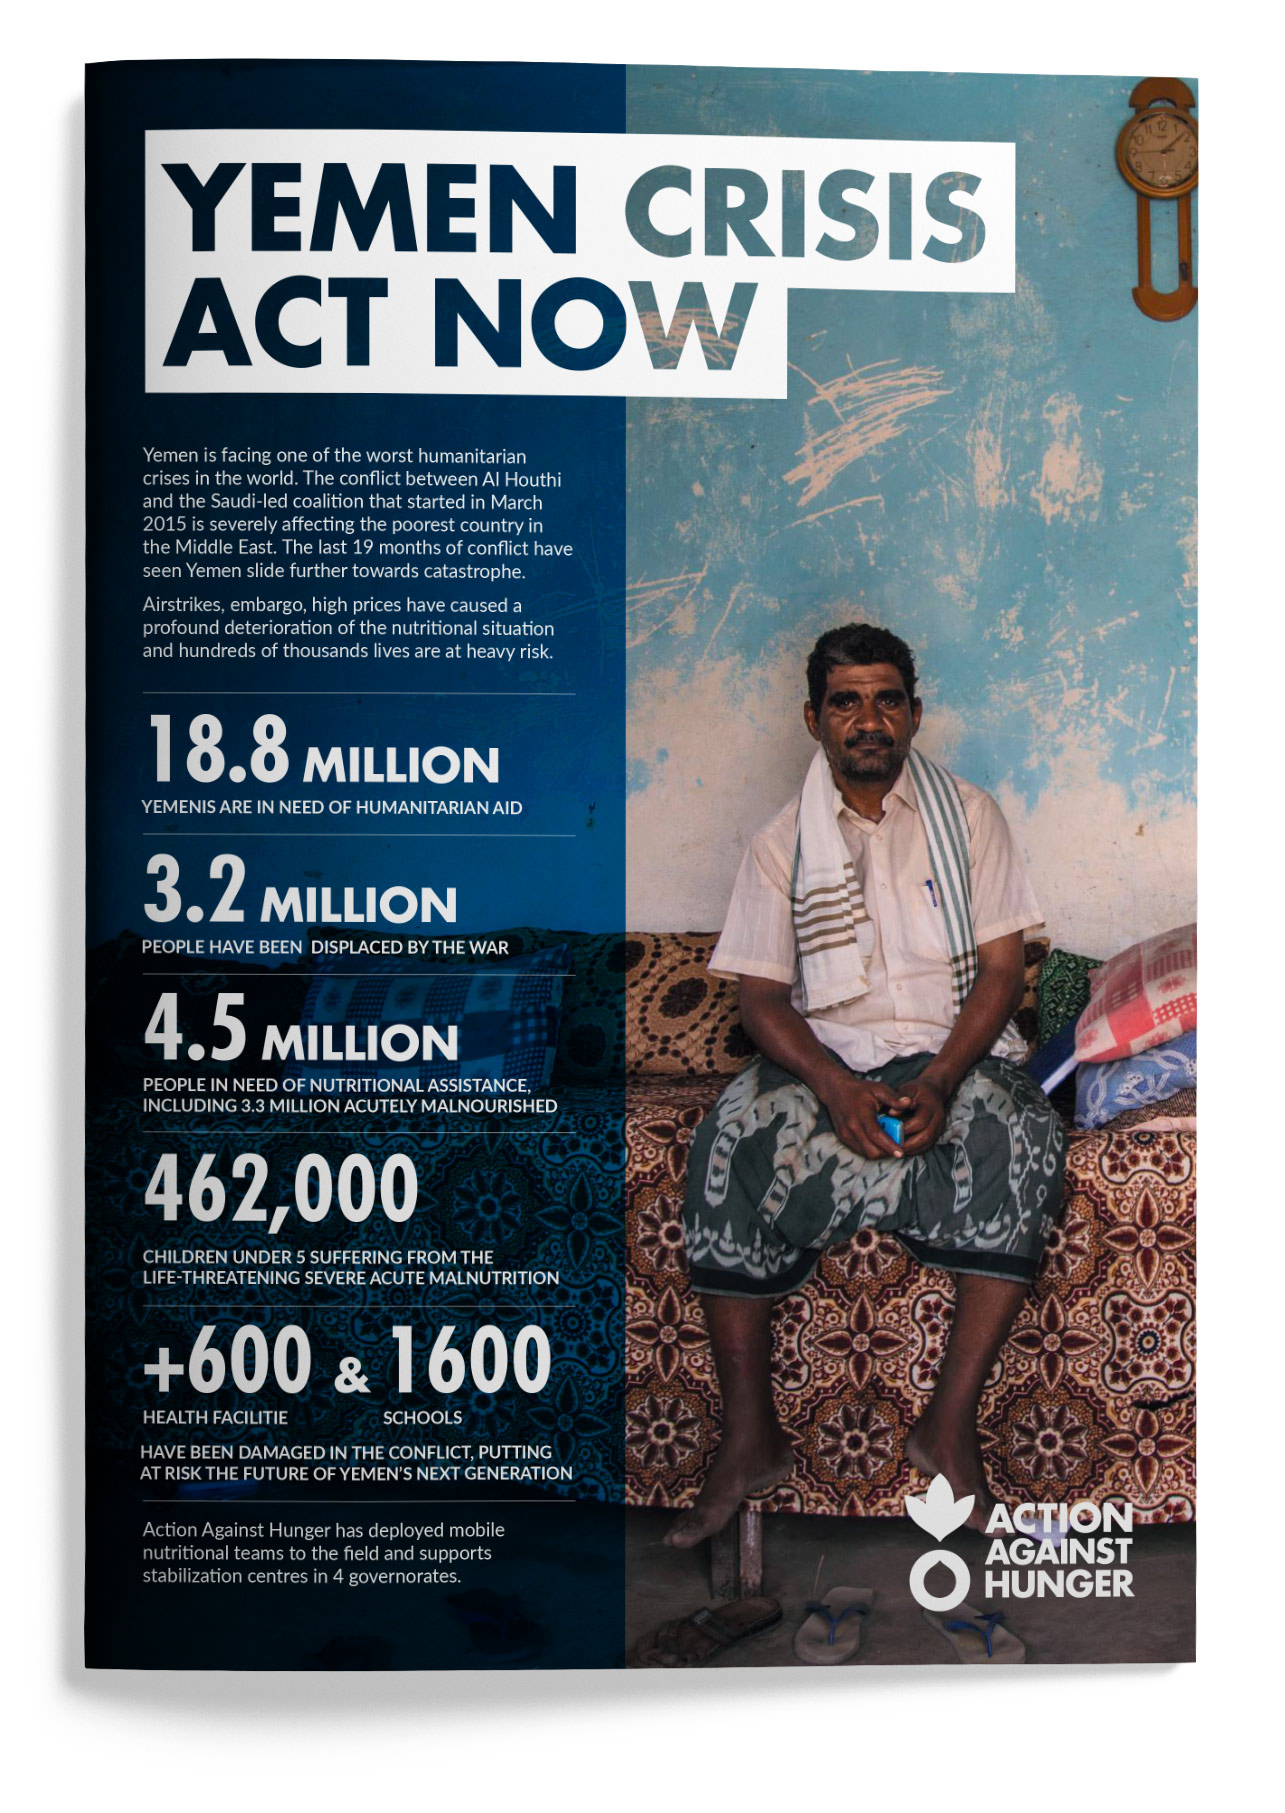 YEMEN CRISIS
ACT NOW
Yemen is facing one of the worst humanitarian
crises in the world. The conflict between Al Houthi
and the Saudi-led coalition that started in March
2015 is severely affecting the poorest country in
the Middle East. The last 19 months of conflict have
seen Yemen slide further towards catastrophe.
Airstrikes, embargo, high prices have caused a
profound deterioration of the nutritional situation
and hundreds of thousands lives are at heavy risk.
18.8 MILLION
YEMENIS ARE IN NEED OF HUMANITARIAN AID
3.2 MILLION
PEOPLE HAVE BEEN DISPLACED BY THE WAR
4.5 MILLION
PEOPLE IN NEED OF NUTRITIONAL ASSISTANCE,
INCLUDING 3.3 MILLION ACUTELY MALNOURISHED
462,000
CHILDREN UNDER 5 SUFFERING FROM THE
LIFE-THREATENING SEVERE ACUTE MALNUTRITION
+600 & 1600
HEALTH FACILITIE SCHOOLS
HAVE BEEN DAMAGED IN THE CONFLICT, PUTTING
AT RISK THE FUTURE OF YEMEN'S NEXT GENERATION
Action Against Hunger has deployed mobile
nutritional teams to the field and supports
stabilization centres in 4 governorates.
ACTION
AGAINST
HUNGER